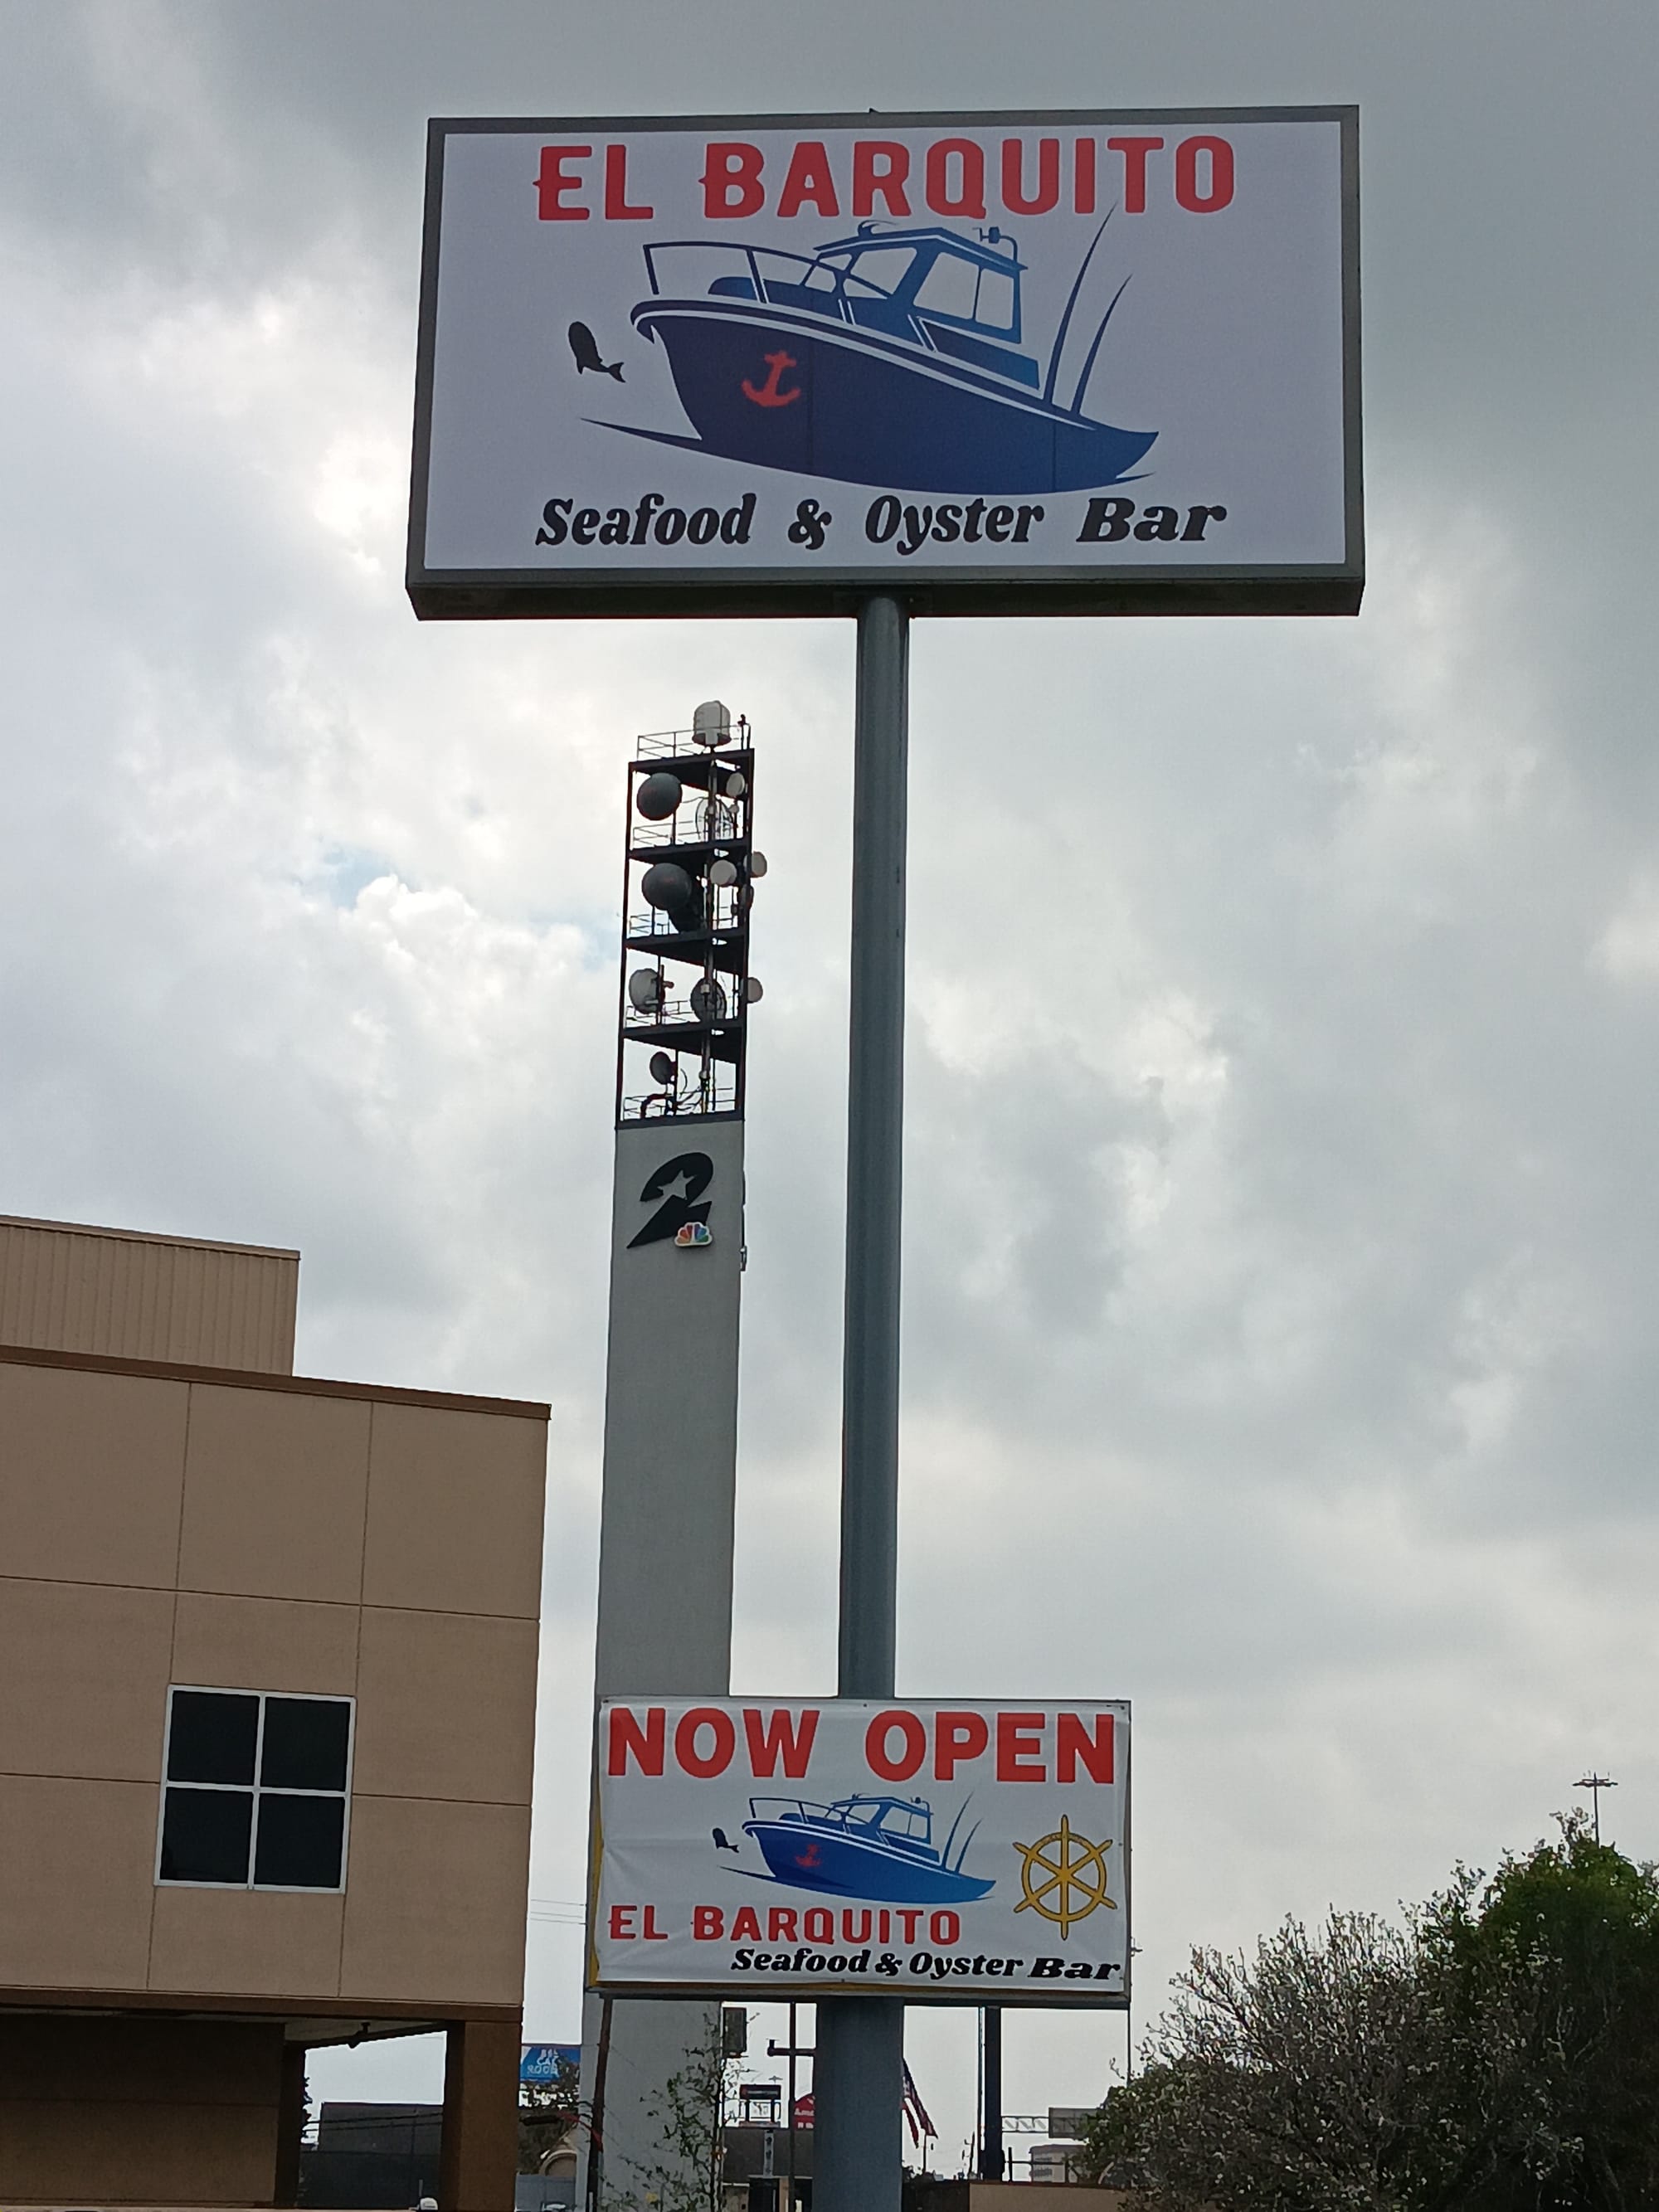 EL BARQUITO
Seafood & Oyster Bar
2
NOW OPEN
EL BARQUITO
Seafood & Oyster Bar